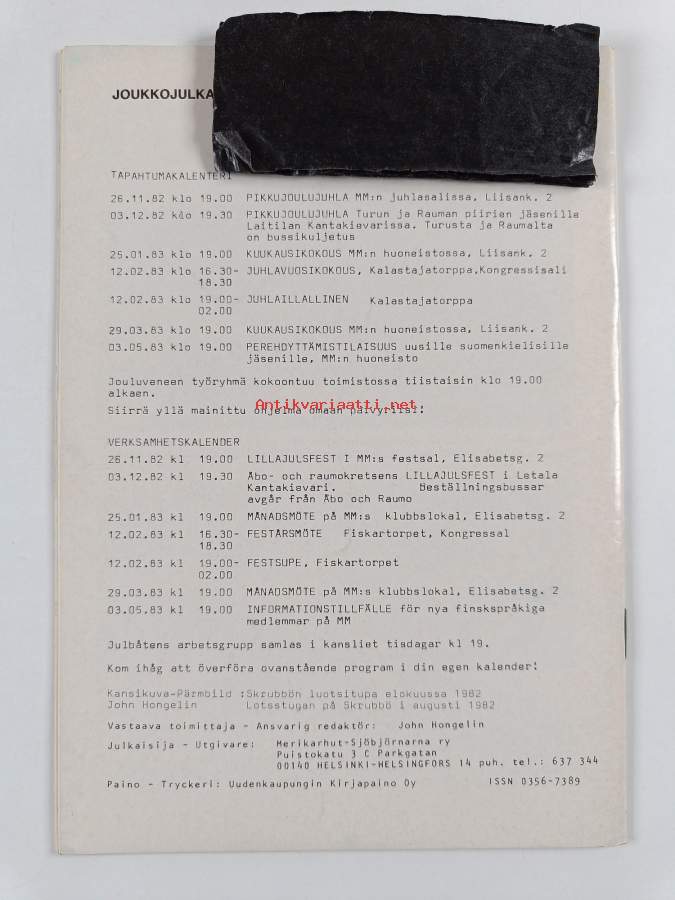 JOUKKOJULKA
TAPAHTUMAKALENTERI
26.11.82 klo 19.00 PIKKUJOULUJUHLA MM:n juhlasalissa, Liisank. 2
03.12.82 klo 19.30 PIKKUJOULUJUHLA Turun ja Rauman piirien jäsenille
Laitilan Kantakievarissa. Turusta ja Raumalta
on bussikuljetus
25.01.83 klo 19.00 KUUKAUSIKOKOUS MM:n huoneistossa, Liisank. 2
12.02.83 klo 16.30- JUHLAVUOSIKOKOUS, Kalastajatorppa,Kongressisali
18.30
12.02.83 klo 19.00- JUHLAILLALLINEN Kalastajatorppa
02.00
29.03.83 klo 19.00 KUUKAUSIKOKOUS MM:n huoneistossa, Liisank. 2
03.05.83 klo 19.00 PEREHDYTTÄMISTILAISUUS uusille suomenkielisille
jäsenille, MM:n huoneisto
Jouluveneen työryhmä kokoontuu toimistossa tiistaisin klo 19.00
alkaen.
Antikvariaatti.net
Siirrä yllä mainittu ohjelma omaan päivyriisi!
VERKSAMHETSKALENDER
26.11.82 kl 19.00 LILLAJULSFEST I MM:s festsal, Elisabetsg. 2
03.12.82 kl 19.30 Åbo- och raumokretsens LILLAJULSFEST i Letala
Kantakievari. Beställningsbussar
avgår från Åbo och Raumo
25.01.83 kl 19.00 MÅNADSMÖTE på MM:s klubbslokal, Elisabetsg. 2
12.02.83 kl 16.30- FESTÅRSMÖTE Fiskartorpet, Kongressal
18.30
12.02.83 kl 19.00- FESTSUPE, Fiskartorpet
02.00
29.03.83 kl 19.00 MÅNADSMÖTE på MM:s klubbslokal, Elisabetsg. 2
03.05.83 kl 19.00 INFORMATIONSTILLFÄLLE för nya finskspråkiga
medlemmar på MM
Julbåtens arbetsgrupp samlas i kansliet tisdagar kl 19.
Kom ihåg att överföra ovanstående program i din egen kalender!
Kansikuva-Pärmbild :Skrubbön luotsitupa elokuussa 1982
John Hongelin Lotsstugan på Skrubbö i augusti 1982
Vastaava toimittaja - Ansvarig redaktör: John Hongelin
Julkaisija - Utgivare: Merikarhut-Sjöbjörnarna ry
Puistokatu 3 C Parkgatan
00140 HELSINKI-HELSINGFORS 14 puh. tel.: 637 344
Paino - Tryckeri: Uudenkaupungin Kirjapaino Oy ISSN 0356-7389